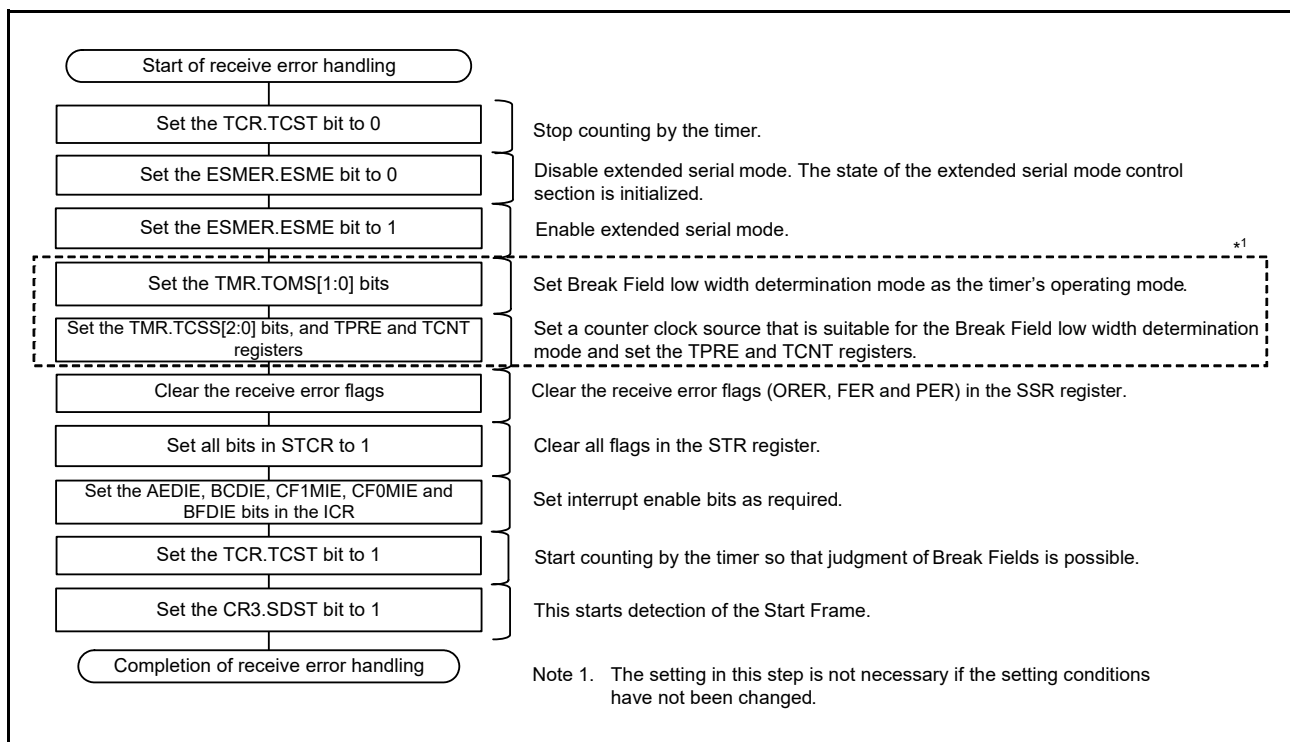 Start of receive error handling
Set the TCR.TCST bit to 0
Stop counting by the timer.
Set the ESMER.ESME bit to 0
Disable extended serial mode. The state of the extended serial mode control
section is initialized.
Set the ESMER.ESME bit to 1
Enable extended serial mode.
*1
Set the TMR.TOMS[1:0] bits
Set Break Field low width determination mode as the timer's operating mode.
Set the TMR.TCSS[2:0] bits, and TPRE and TCNT
registers
Set a counter clock source that is suitable for the Break Field low width determination
mode and set the TPRE and TCNT registers.
Clear the receive error flags
Clear the receive error flags (ORER, FER and PER) in the SSR register.
Set all bits in STCR to 1
Clear all flags in the STR register.
Set the AEDIE, BCDIE, CF1MIE, CF0MIE and
BFDIE bits in the ICR
Set interrupt enable bits as required.
Set the TCR.TCST bit to 1
Start counting by the timer so that judgment of Break Fields is possible.
Set the CR3.SDST bit to 1
This starts detection of the Start Frame.
Completion of receive error handling
Note 1. The setting in this step is not necessary if the setting conditions
have not been changed.